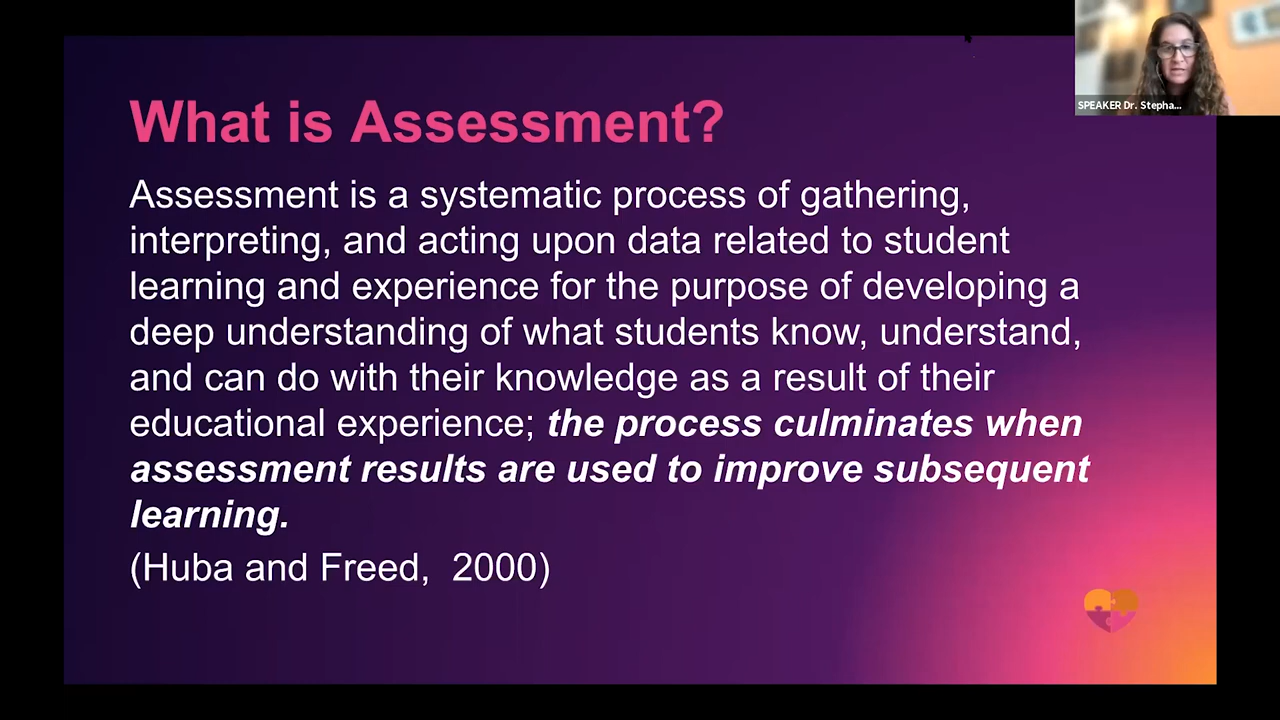 What is Assessment?
Assessment is a systematic process of gathering,
interpreting, and acting upon data related to student
learning and experience for the purpose of developing a
deep understanding of what students know, understand,
and can do with their knowledge as a result of their
educational experience; the process culminates when
assessment results are used to improve subsequent
learning.
(Huba and Freed, 2000)
SPEAKER Dr. Stepha...